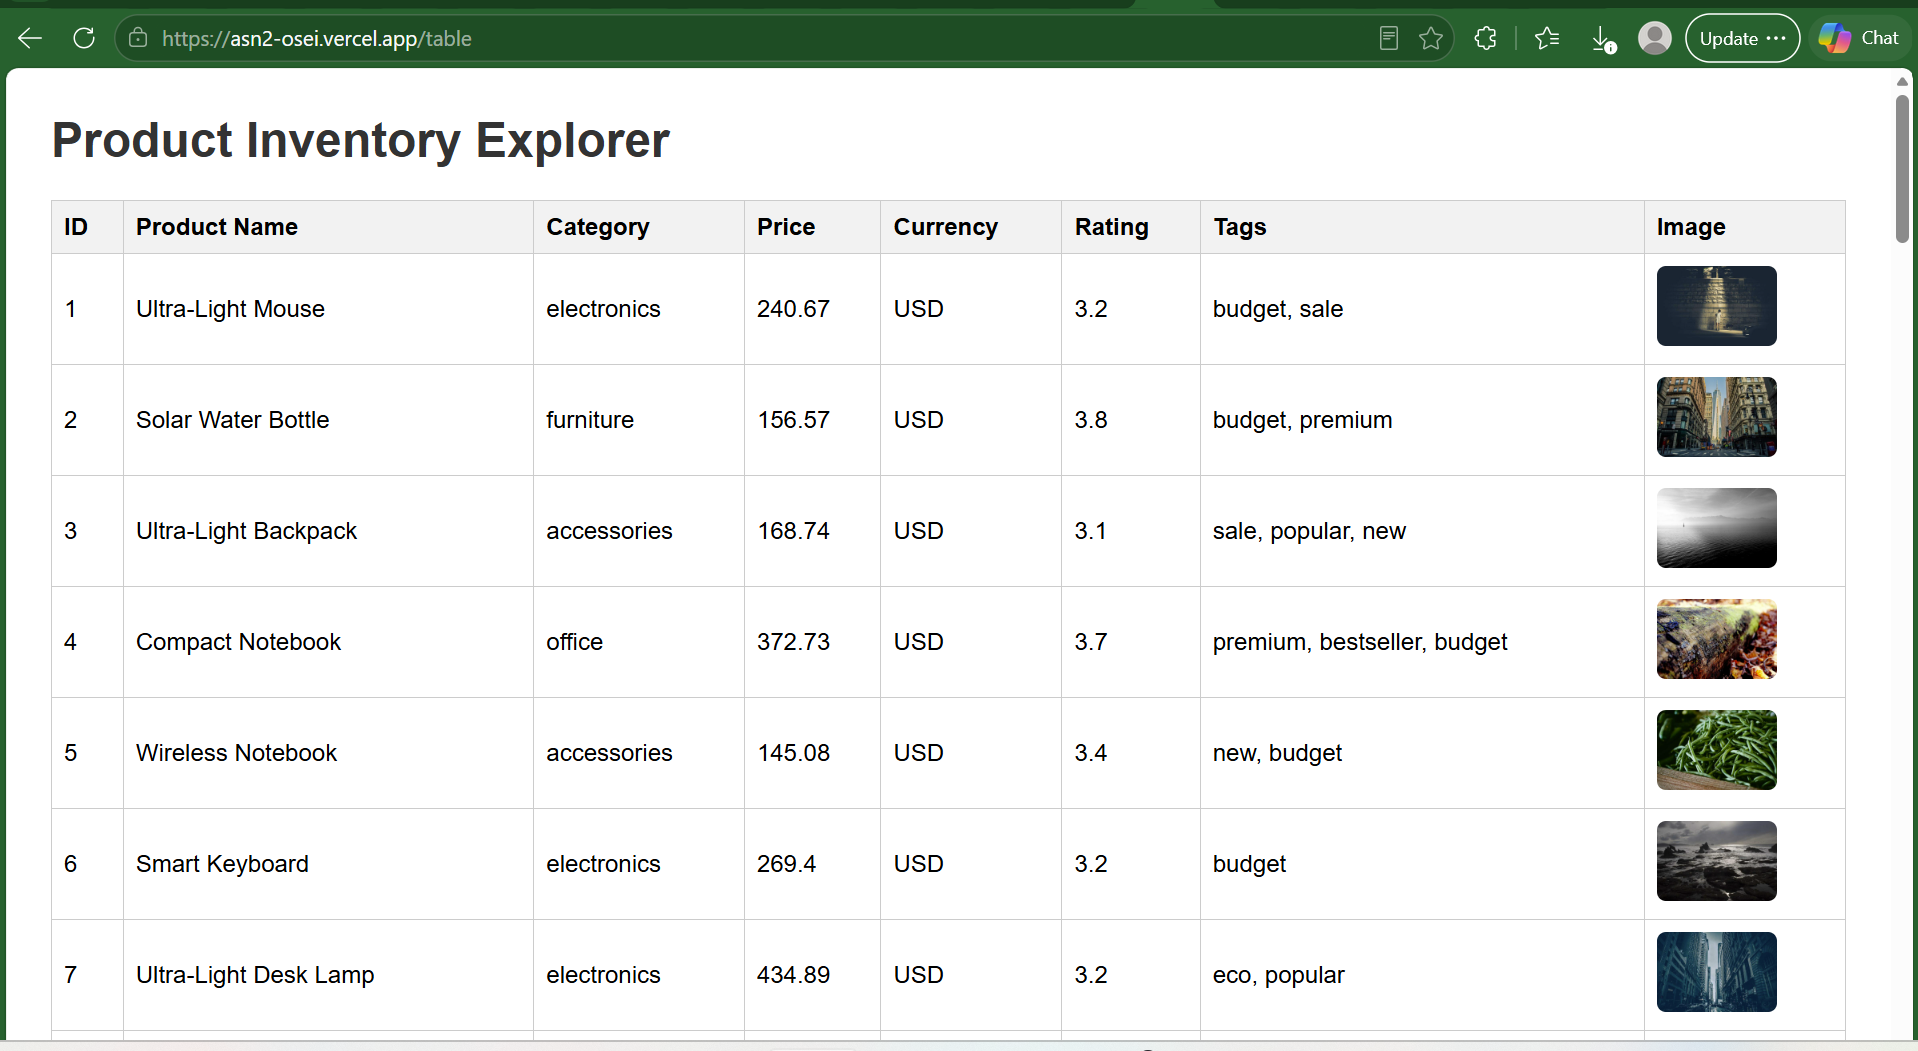 https://asn2-osei.vercel.app/table
Update
Chat
Product Inventory Explorer
ID Product Name Category Price Currency Rating Tags Image
1 Ultra-Light Mouse electronics 240.67 USD 3.2 budget, sale
2 Solar Water Bottle furniture 156.57 USD 3.8 budget, premium
3 Ultra-Light Backpack accessories 168.74 USD 3.1 sale, popular, new
4 Compact Notebook office 372.73 USD 3.7 premium, bestseller, budget
5 Wireless Notebook accessories 145.08 USD 3.4 new, budget
6 Smart Keyboard electronics 269.4 USD 3.2 budget
7 Ultra-Light Desk Lamp electronics 434.89 USD 3.2 eco, popular